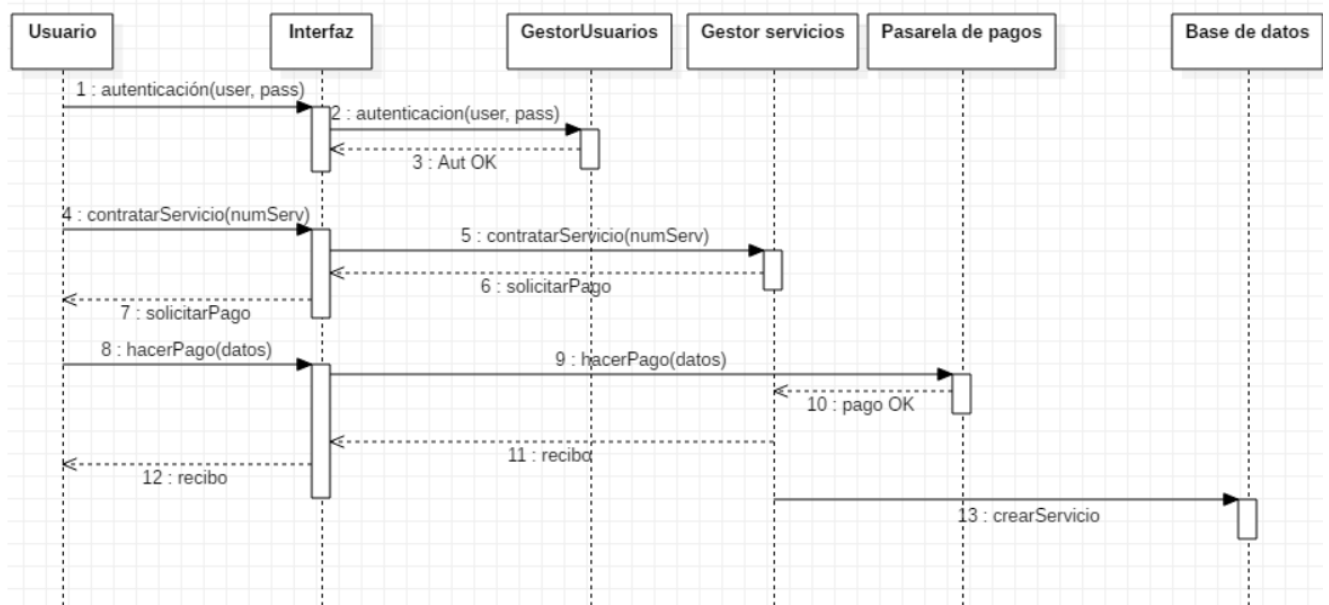 Usuario
Interfaz
GestorUsuarios
Gestor servicios
Pasarela de pagos
Base de datos
1 : autenticación(user, pass)
2 : autenticacion(user, pass)
3 : Aut OK
4 : contratarServicio(numServ)
5 : contratarServicio(numServ)
6 : solicitarPago
7 : solicitarPago
8 : hacerPago(datos)
9 : hacerPago(datos)
10 : pago OK
11 : recibo
12 : recibo
13 : crearServicio